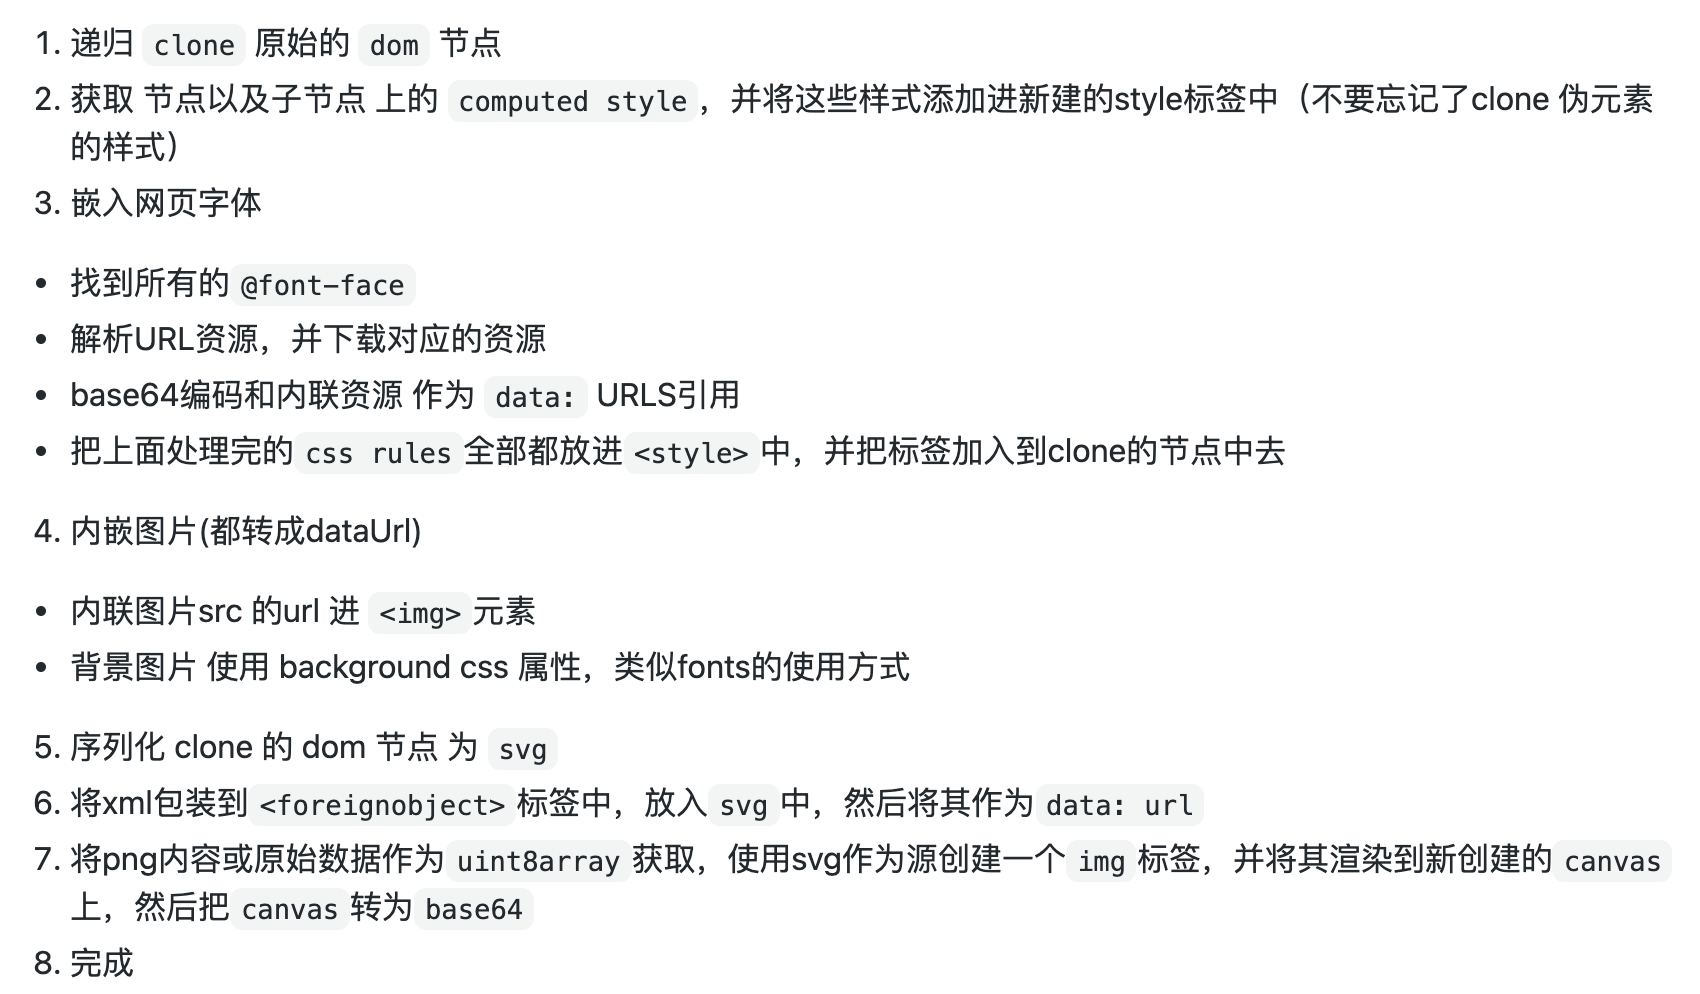 1. 递归 clone 原始的 dom 节点
2. 获取 节点以及子节点 上的 computed style，并将这些样式添加进新建的style标签中（不要忘记了clone 伪元素
的样式）
3. 嵌入网页字体
• 找到所有的 @font-face
• 解析URL资源，并下载对应的资源
• base64编码和内联资源 作为 data: URLS引用
• 把上面处理完的 css rules 全部都放进 <style> 中，并把标签加入到clone的节点中去
4. 内嵌图片(都转成dataUrl)
• 内联图片src 的url 进 <img> 元素
• 背景图片 使用 background css 属性，类似fonts的使用方式
5. 序列化 clone 的 dom 节点 为 svg
6. 将xml包装到 <foreignobject> 标签中，放入 svg 中，然后将其作为 data: url
7. 将png内容或原始数据作为 uint8array 获取，使用svg作为源创建一个 img 标签，并将其渲染到新创建的 canvas
上，然后把 canvas 转为 base64
8. 完成